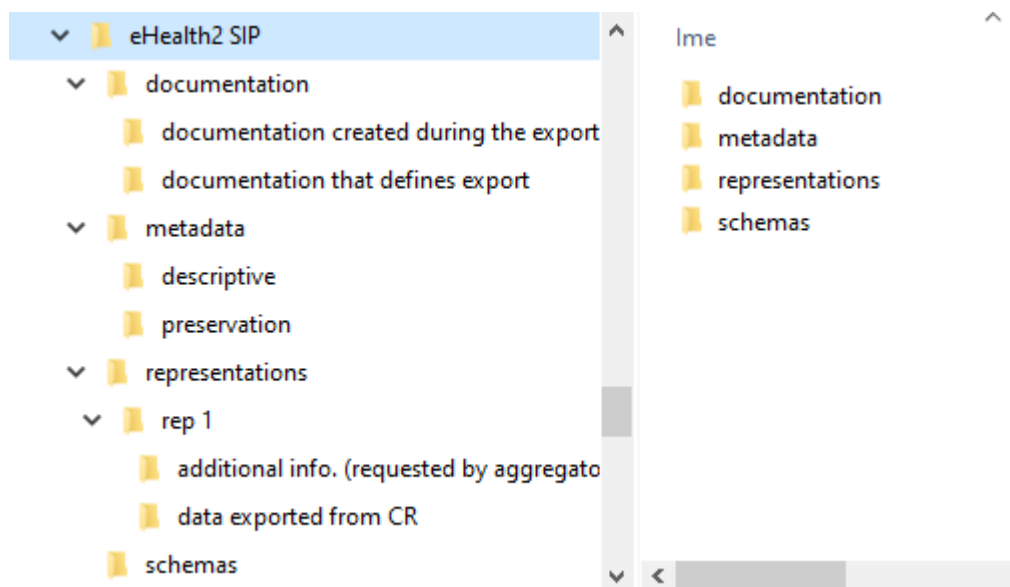 eHealth2 SIP
documentation
documentation created during the export
documentation that defines export
metadata
descriptive
preservation
representations
rep 1
additional info. (requested by aggregato
data exported from CR
schemas
Ime
documentation
metadata
representations
schemas